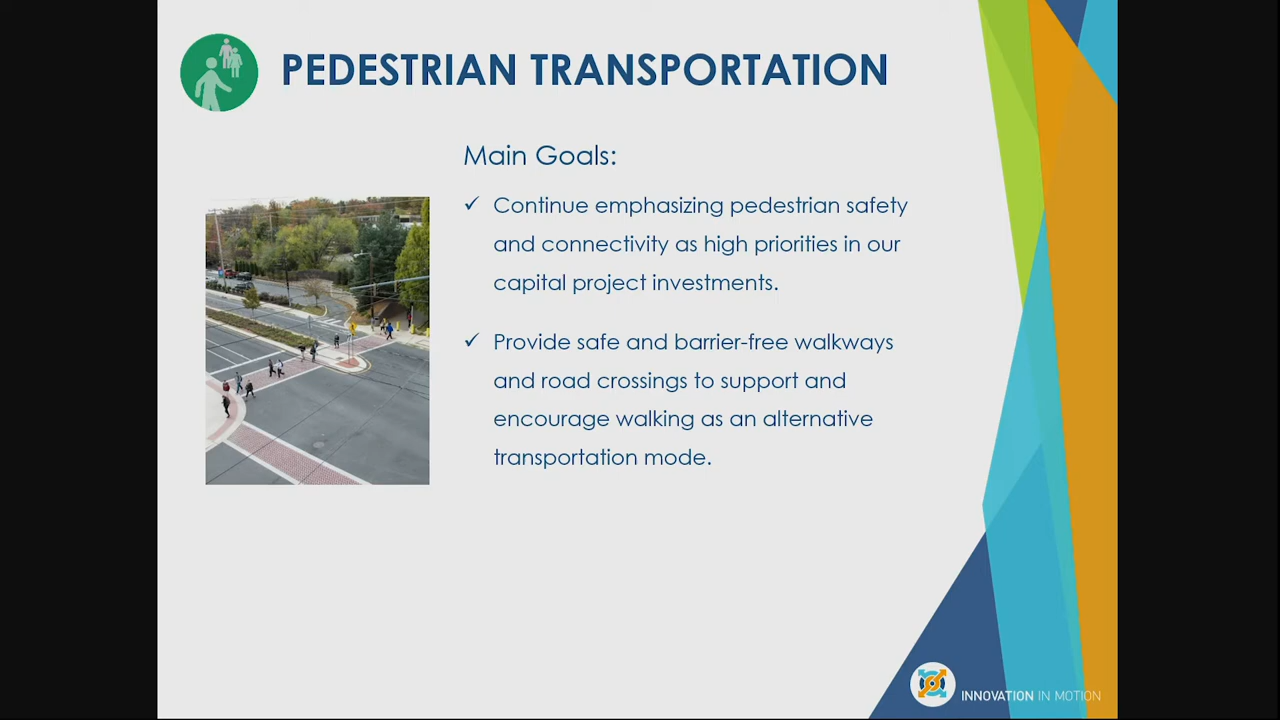 PEDESTRIAN TRANSPORTATION
Main Goals:
✓ Continue emphasizing pedestrian safety
and connectivity as high priorities in our
capital project investments.
✓ Provide safe and barrier-free walkways
and road crossings to support and
encourage walking as an alternative
transportation mode.
INNOVATION IN MOTION